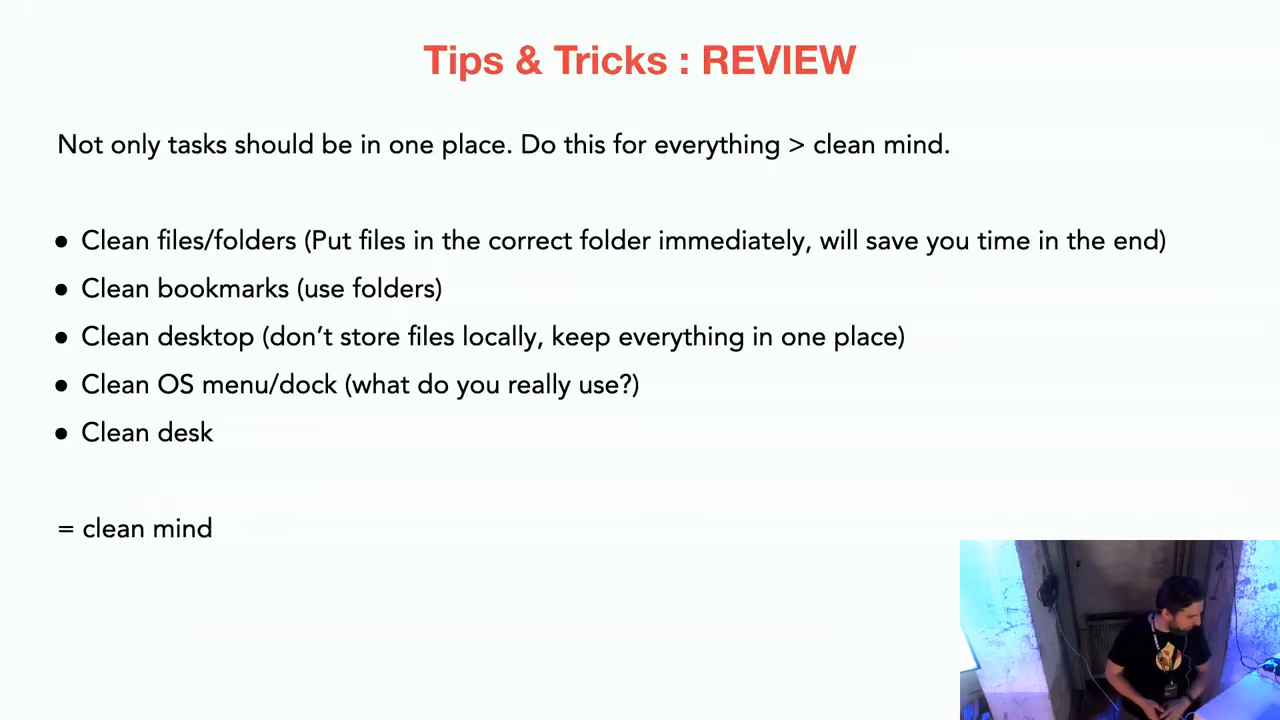 Tips & Tricks : REVIEW
Not only tasks should be in one place. Do this for everything > clean mind.
● Clean files/folders (Put files in the correct folder immediately, will save you time in the end)
● Clean bookmarks (use folders)
● Clean desktop (don’t store files locally, keep everything in one place)
● Clean OS menu/dock (what do you really use?)
● Clean desk
= clean mind